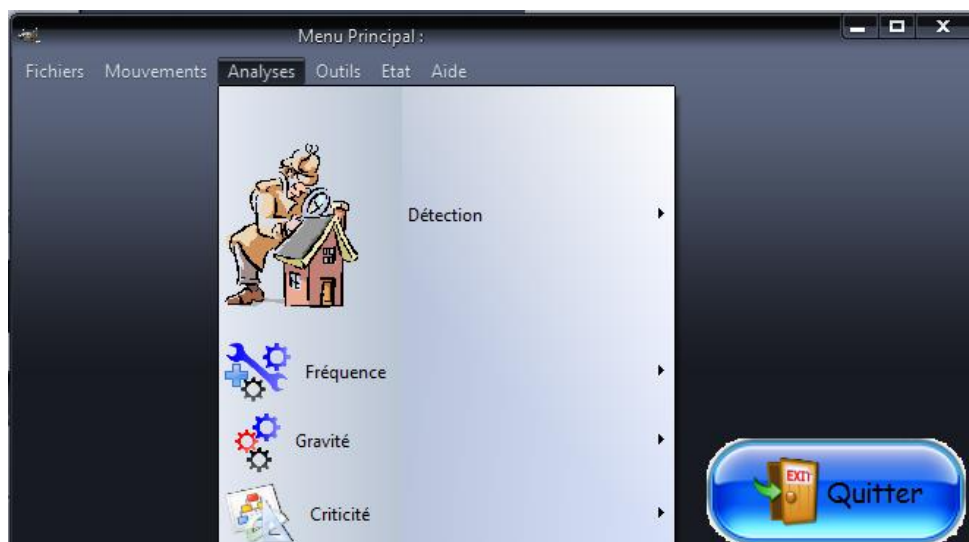 Menu Principal :
Fichiers Mouvements Analyses Outils Etat Aide
Détection
Fréquence
Gravité
Criticité
EXIT
Quitter